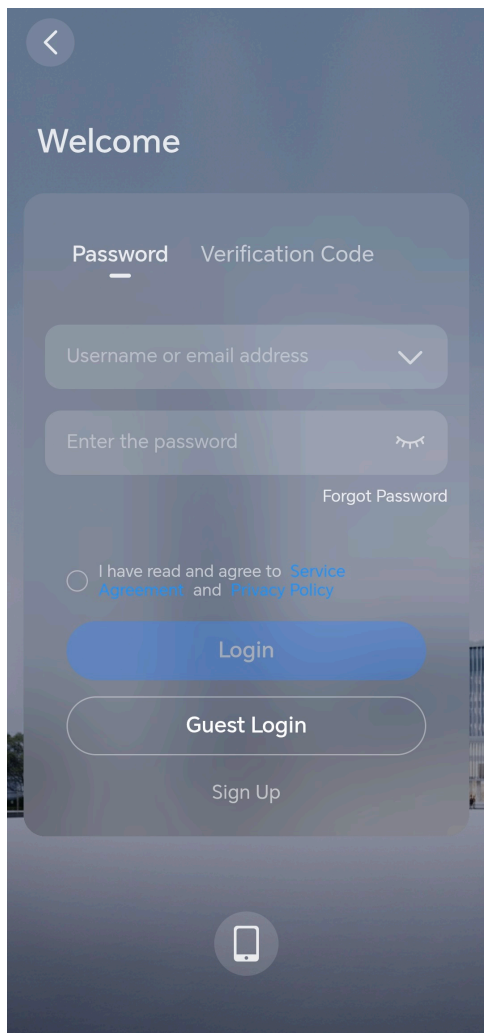 Welcome
Password Verification Code
Username or email address
Enter the password
Forgot Password
I have read and agree to Service
Agreement and Privacy Policy
Login
Guest Login
Sign Up